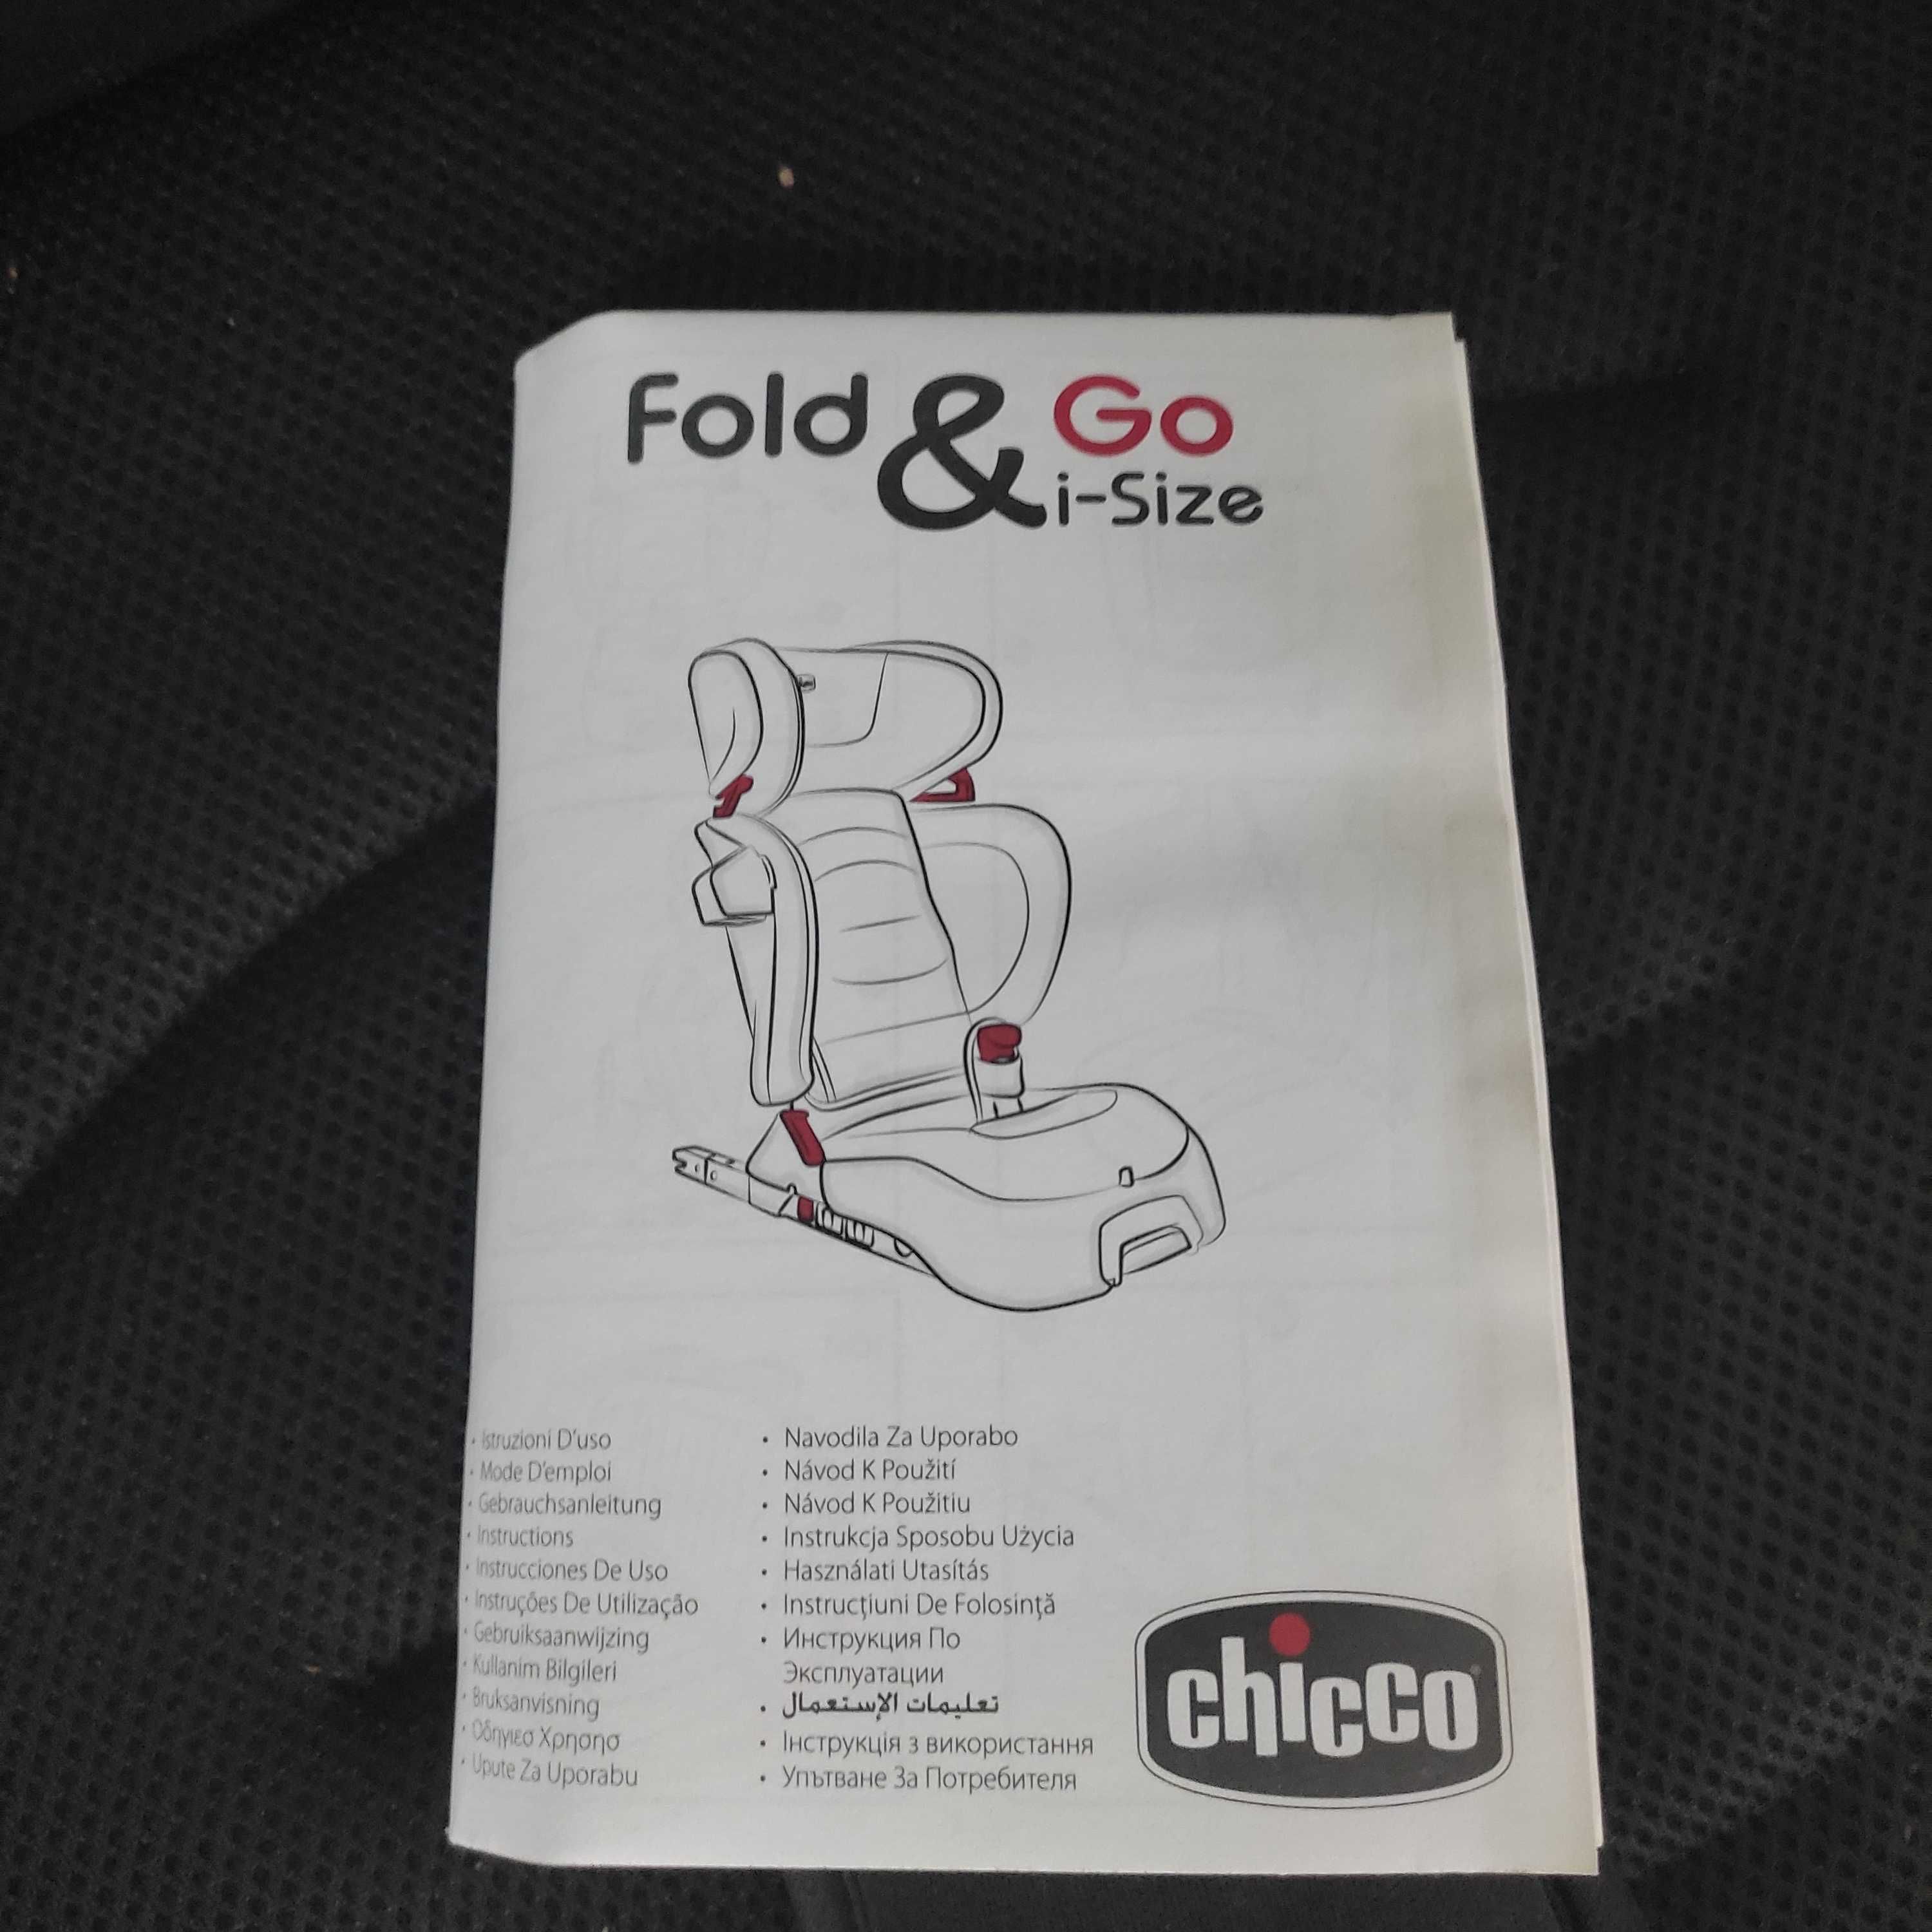 Fold & Go
i-Size
• Istruzioni D'uso
• Mode D'emploi
• Gebrauchsanleitung
• Instructions
• Instrucciones De Uso
• Instruções De Utilização
• Gebruiksaanwijzing
• Kullanim Bilgileri
• Bruksanvisning
• Οδηγιεσ Χρησησ
• Upute Za Uporabu
• Navodila Za Uporabo
• Návod K Použití
• Návod K Použitiu
• Instrukcja Sposobu Użycia
• Használati Utasítás
• Instrucţiuni De Folosinţă
• Инструкция По
Эксплуатации
• تعليمات الإستعمال
• Інструкція з використання
• Упътване За Потребителя
chicco